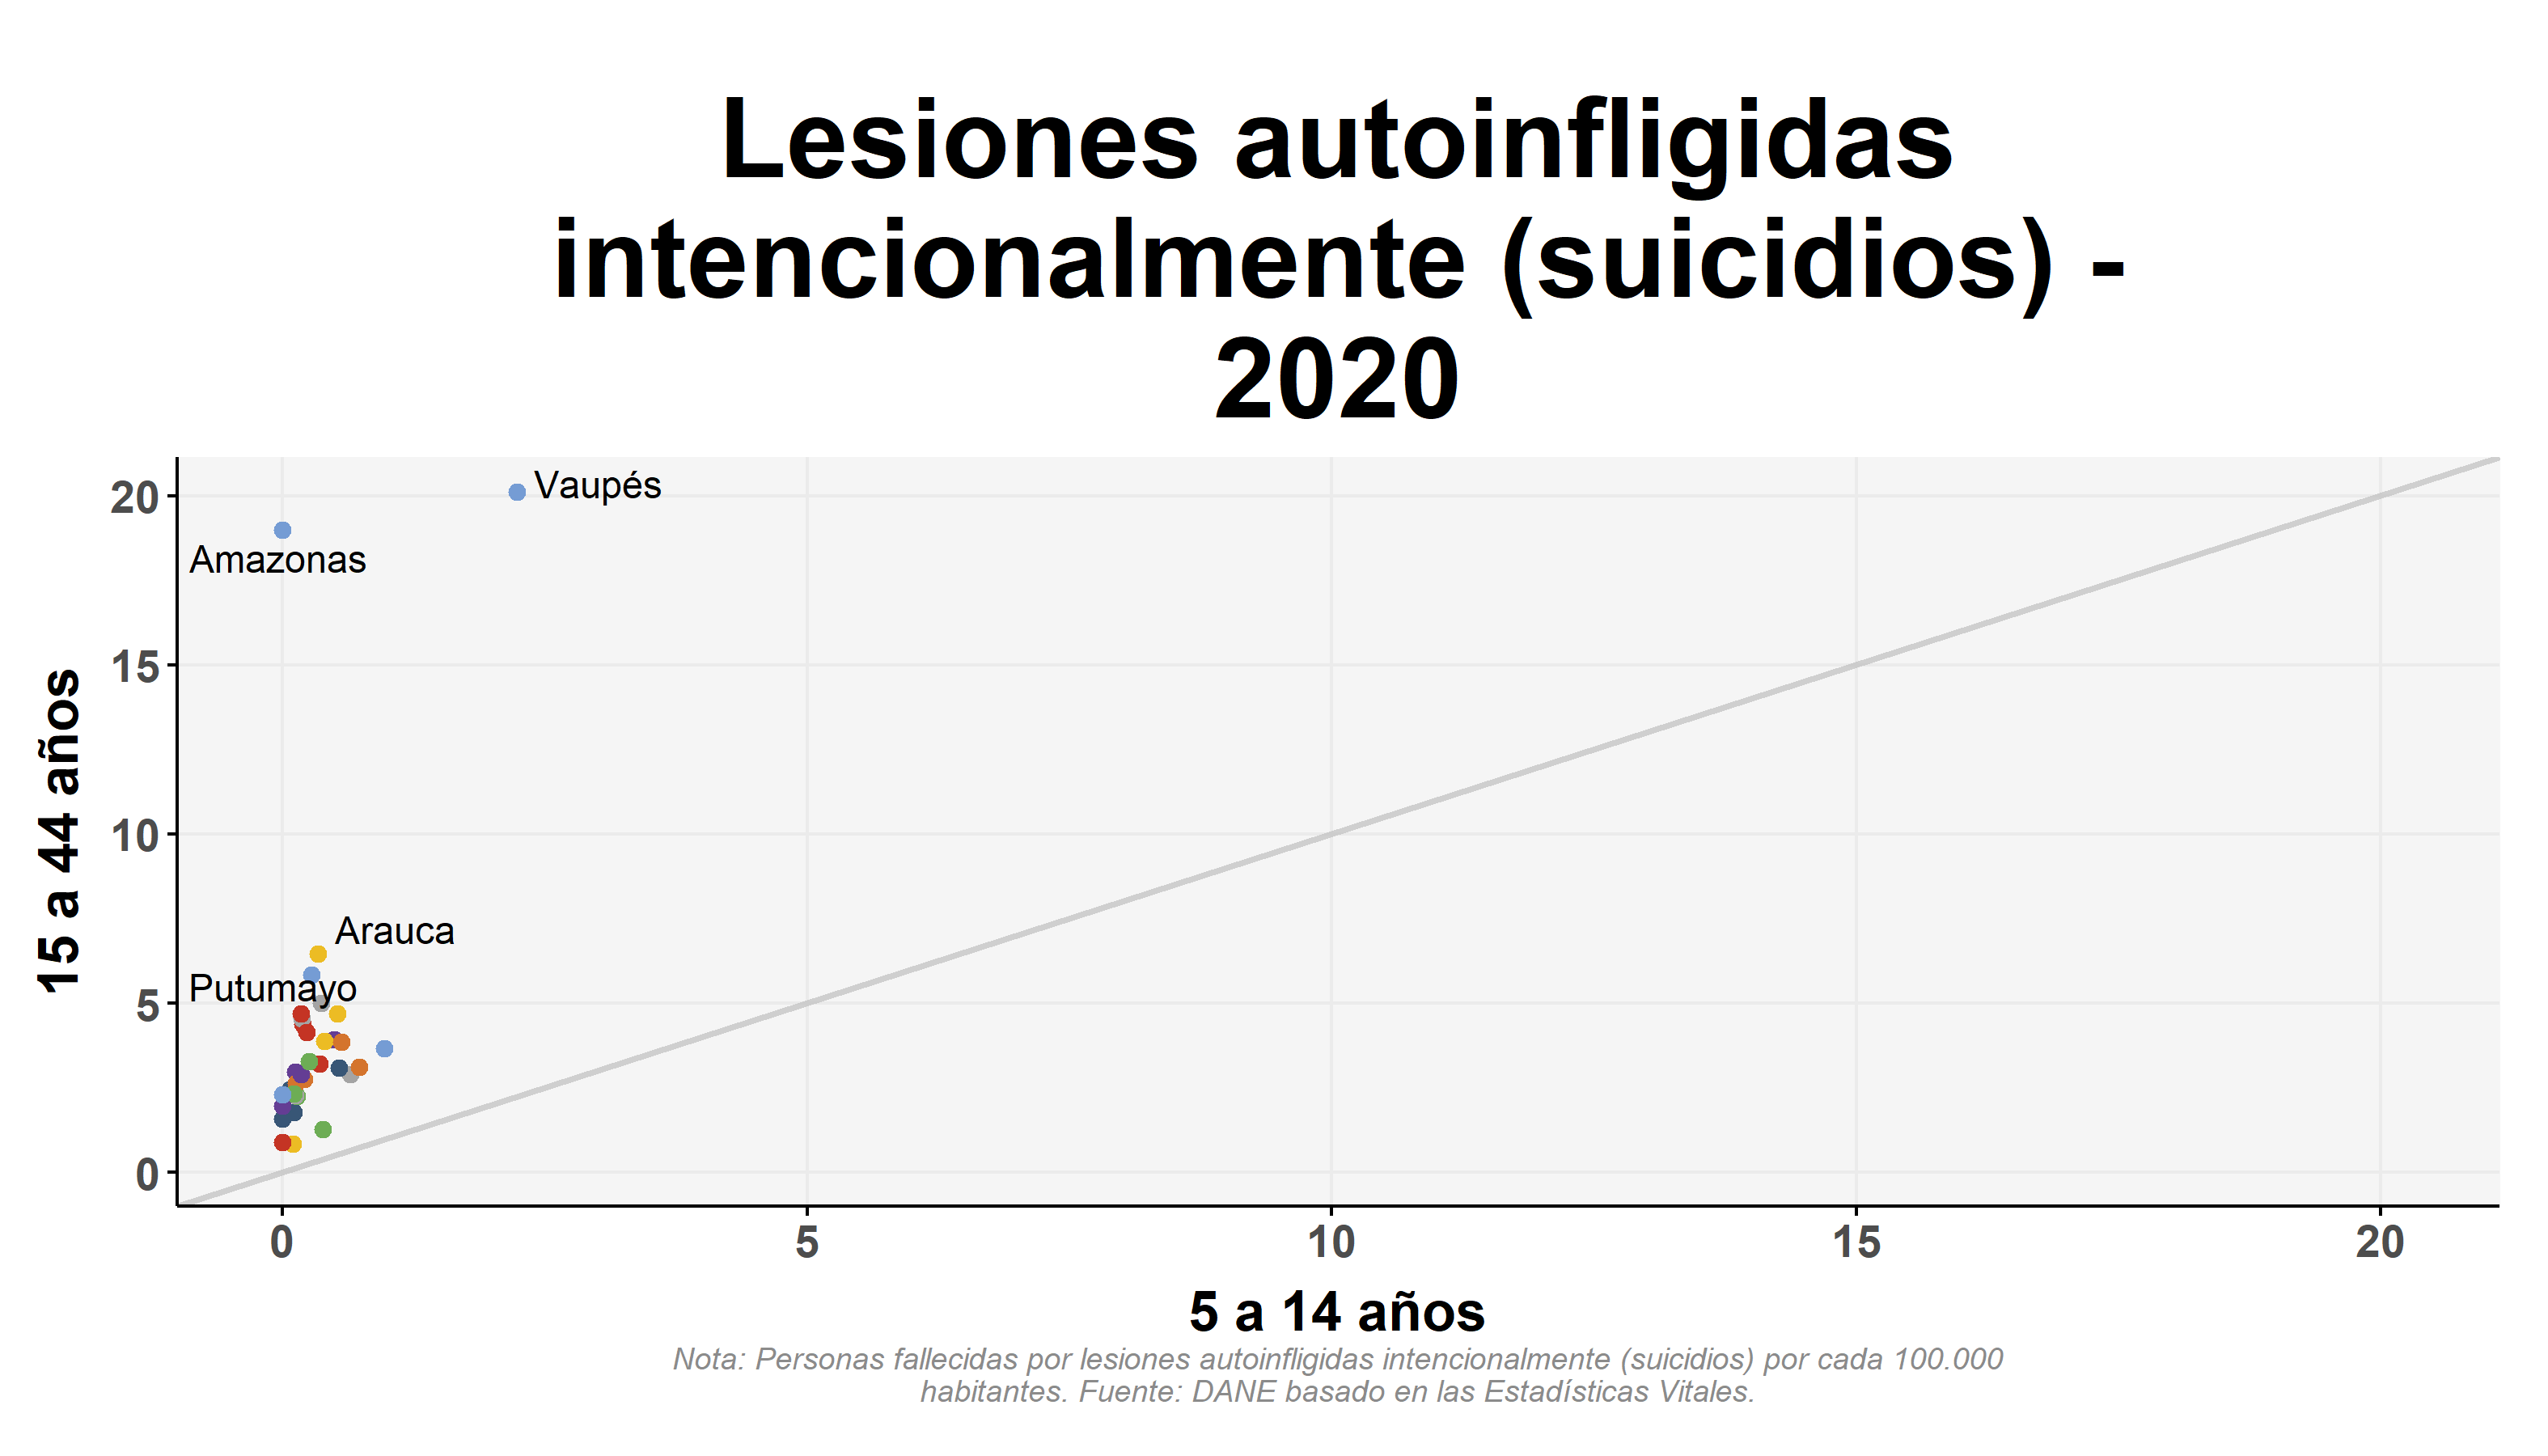 Lesiones autoinfligidas
intencionalmente (suicidios) -
2020
Vaupés
Amazonas
Arauca
Putumayo
15 a 44 años
20
15
10
5
0
0 5 10 15 20
5 a 14 años
Nota: Personas fallecidas por lesiones autoinfligidas intencionalmente (suicidios) por cada 100.000
habitantes. Fuente: DANE basado en las Estadísticas Vitales.